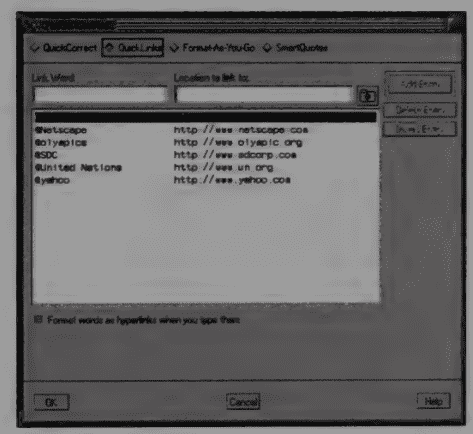 QuickCorrect QuickLinks Format-As-You-Go SmartQuotes
Link Word: Location to link to:
Add Entry
Delete Entry
@Netscape http://www.netscape.com
@olympics http://www.olympic.org
@SDC http://www.sdcorp.com
@United Nations http://www.un.org
@yahoo http://www.yahoo.com
Format words as hyperlinks when you type them
OK Cancel Help